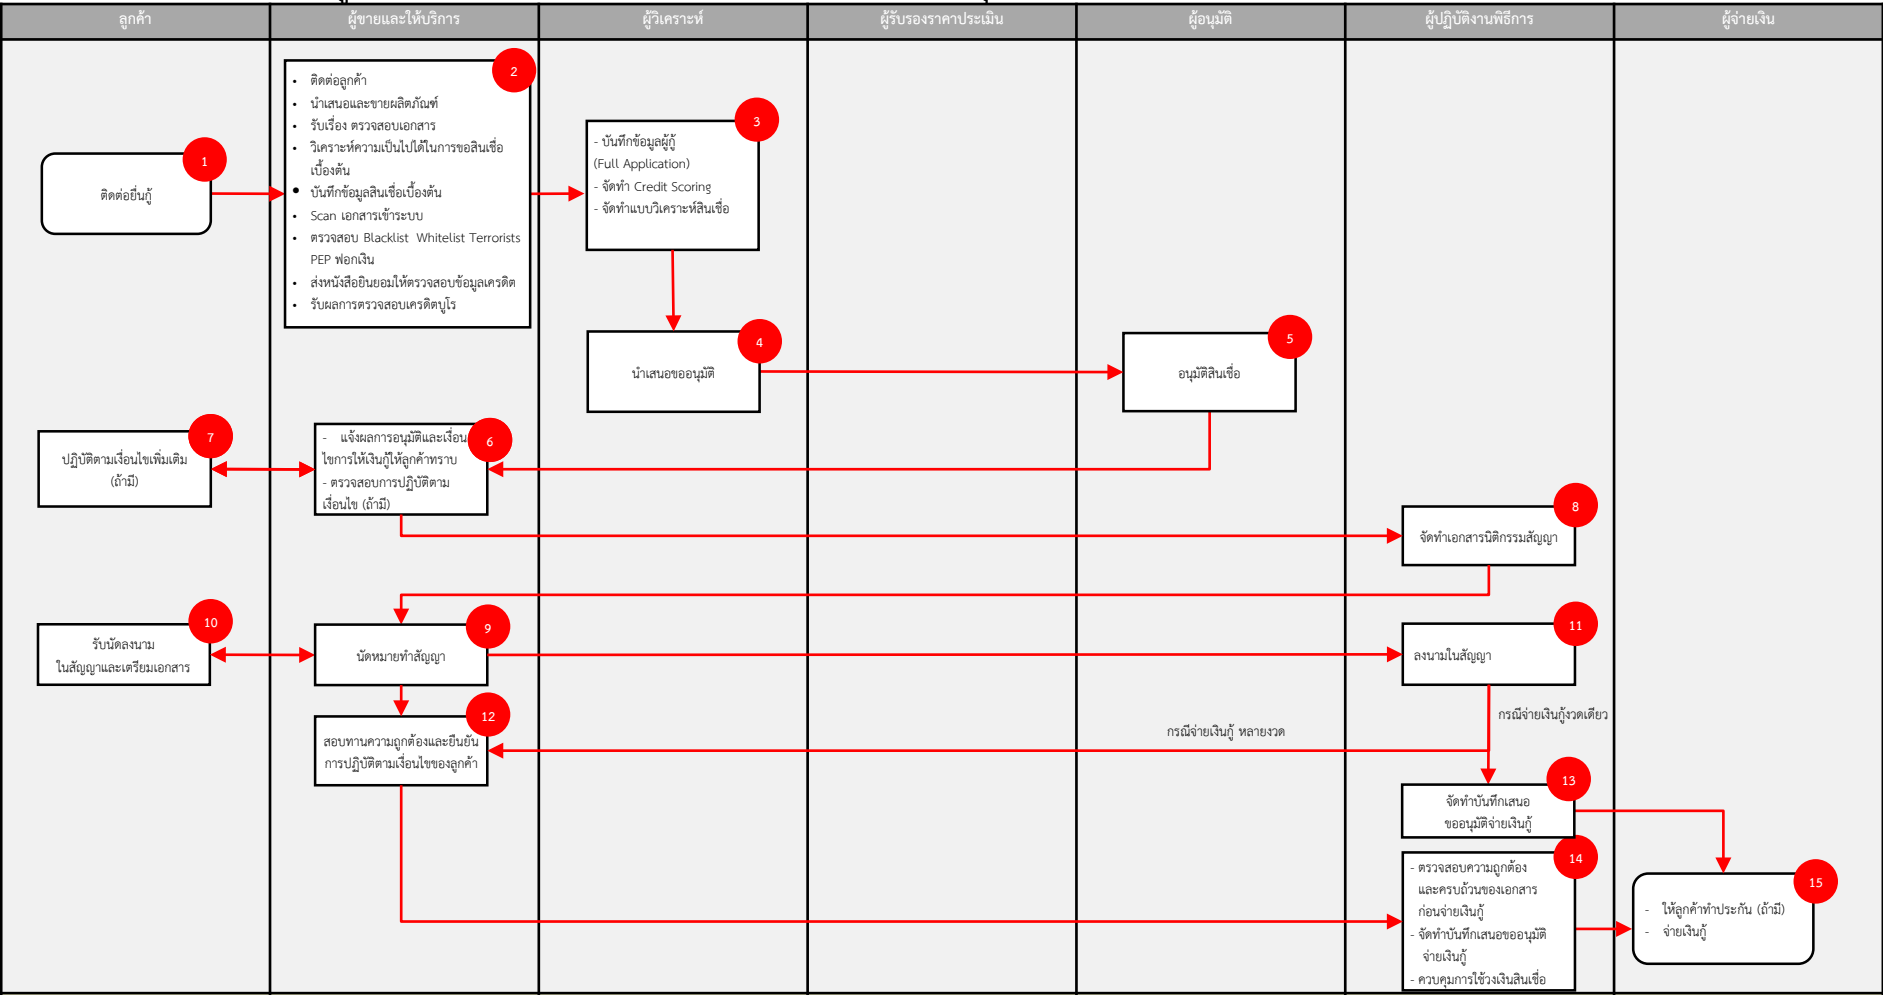 ลูกค้า
ผู้ขายและให้บริการ
ผู้วิเคราะห์
ผู้รับรองราคาประเมิน
ผู้อนุมัติ
ผู้ปฏิบัติงานพิธีการ
ผู้จ่ายเงิน
1
ติดต่อยื่นกู้
2
• ติดต่อลูกค้า
• นำเสนอและขายผลิตภัณฑ์
• รับเรื่อง ตรวจสอบเอกสาร
• วิเคราะห์ความเป็นไปได้ในการขอสินเชื่อ
เบื้องต้น
• บันทึกข้อมูลสินเชื่อเบื้องต้น
• Scan เอกสารเข้าระบบ
• ตรวจสอบ Blacklist Whitelist Terrorists
PEP ฟอกเงิน
• ส่งหนังสือยินยอมให้ตรวจสอบข้อมูลเครดิต
• รับผลการตรวจสอบเครดิตบูโร
3
- บันทึกข้อมูลผู้กู้
(Full Application)
- จัดทำ Credit Scoring
- จัดทำแบบวิเคราะห์สินเชื่อ
4
นำเสนอขออนุมัติ
5
อนุมัติสินเชื่อ
6
- แจ้งผลการอนุมัติและเงื่อน
ไขการให้เงินกู้ให้ลูกค้าทราบ
- ตรวจสอบการปฏิบัติตาม
เงื่อนไข (ถ้ามี)
7
ปฏิบัติตามเงื่อนไขเพิ่มเติม
(ถ้ามี)
8
จัดทำเอกสารนิติกรรมสัญญา
9
นัดหมายทำสัญญา
10
รับนัดลงนาม
ในสัญญาและเตรียมเอกสาร
11
ลงนามในสัญญา
12
สอบทานความถูกต้องและยืนยัน
การปฏิบัติตามเงื่อนไขของลูกค้า
กรณีจ่ายเงินกู้ หลายงวด
กรณีจ่ายเงินกู้งวดเดียว
13
จัดทำบันทึกเสนอ
ขออนุมัติจ่ายเงินกู้
14
- ตรวจสอบความถูกต้อง
และครบถ้วนของเอกสาร
ก่อนจ่ายเงินกู้
- จัดทำบันทึกเสนอขออนุมัติ
จ่ายเงินกู้
- ควบคุมการใช้วงเงินสินเชื่อ
15
- ให้ลูกค้าทำประกัน (ถ้ามี)
- จ่ายเงินกู้